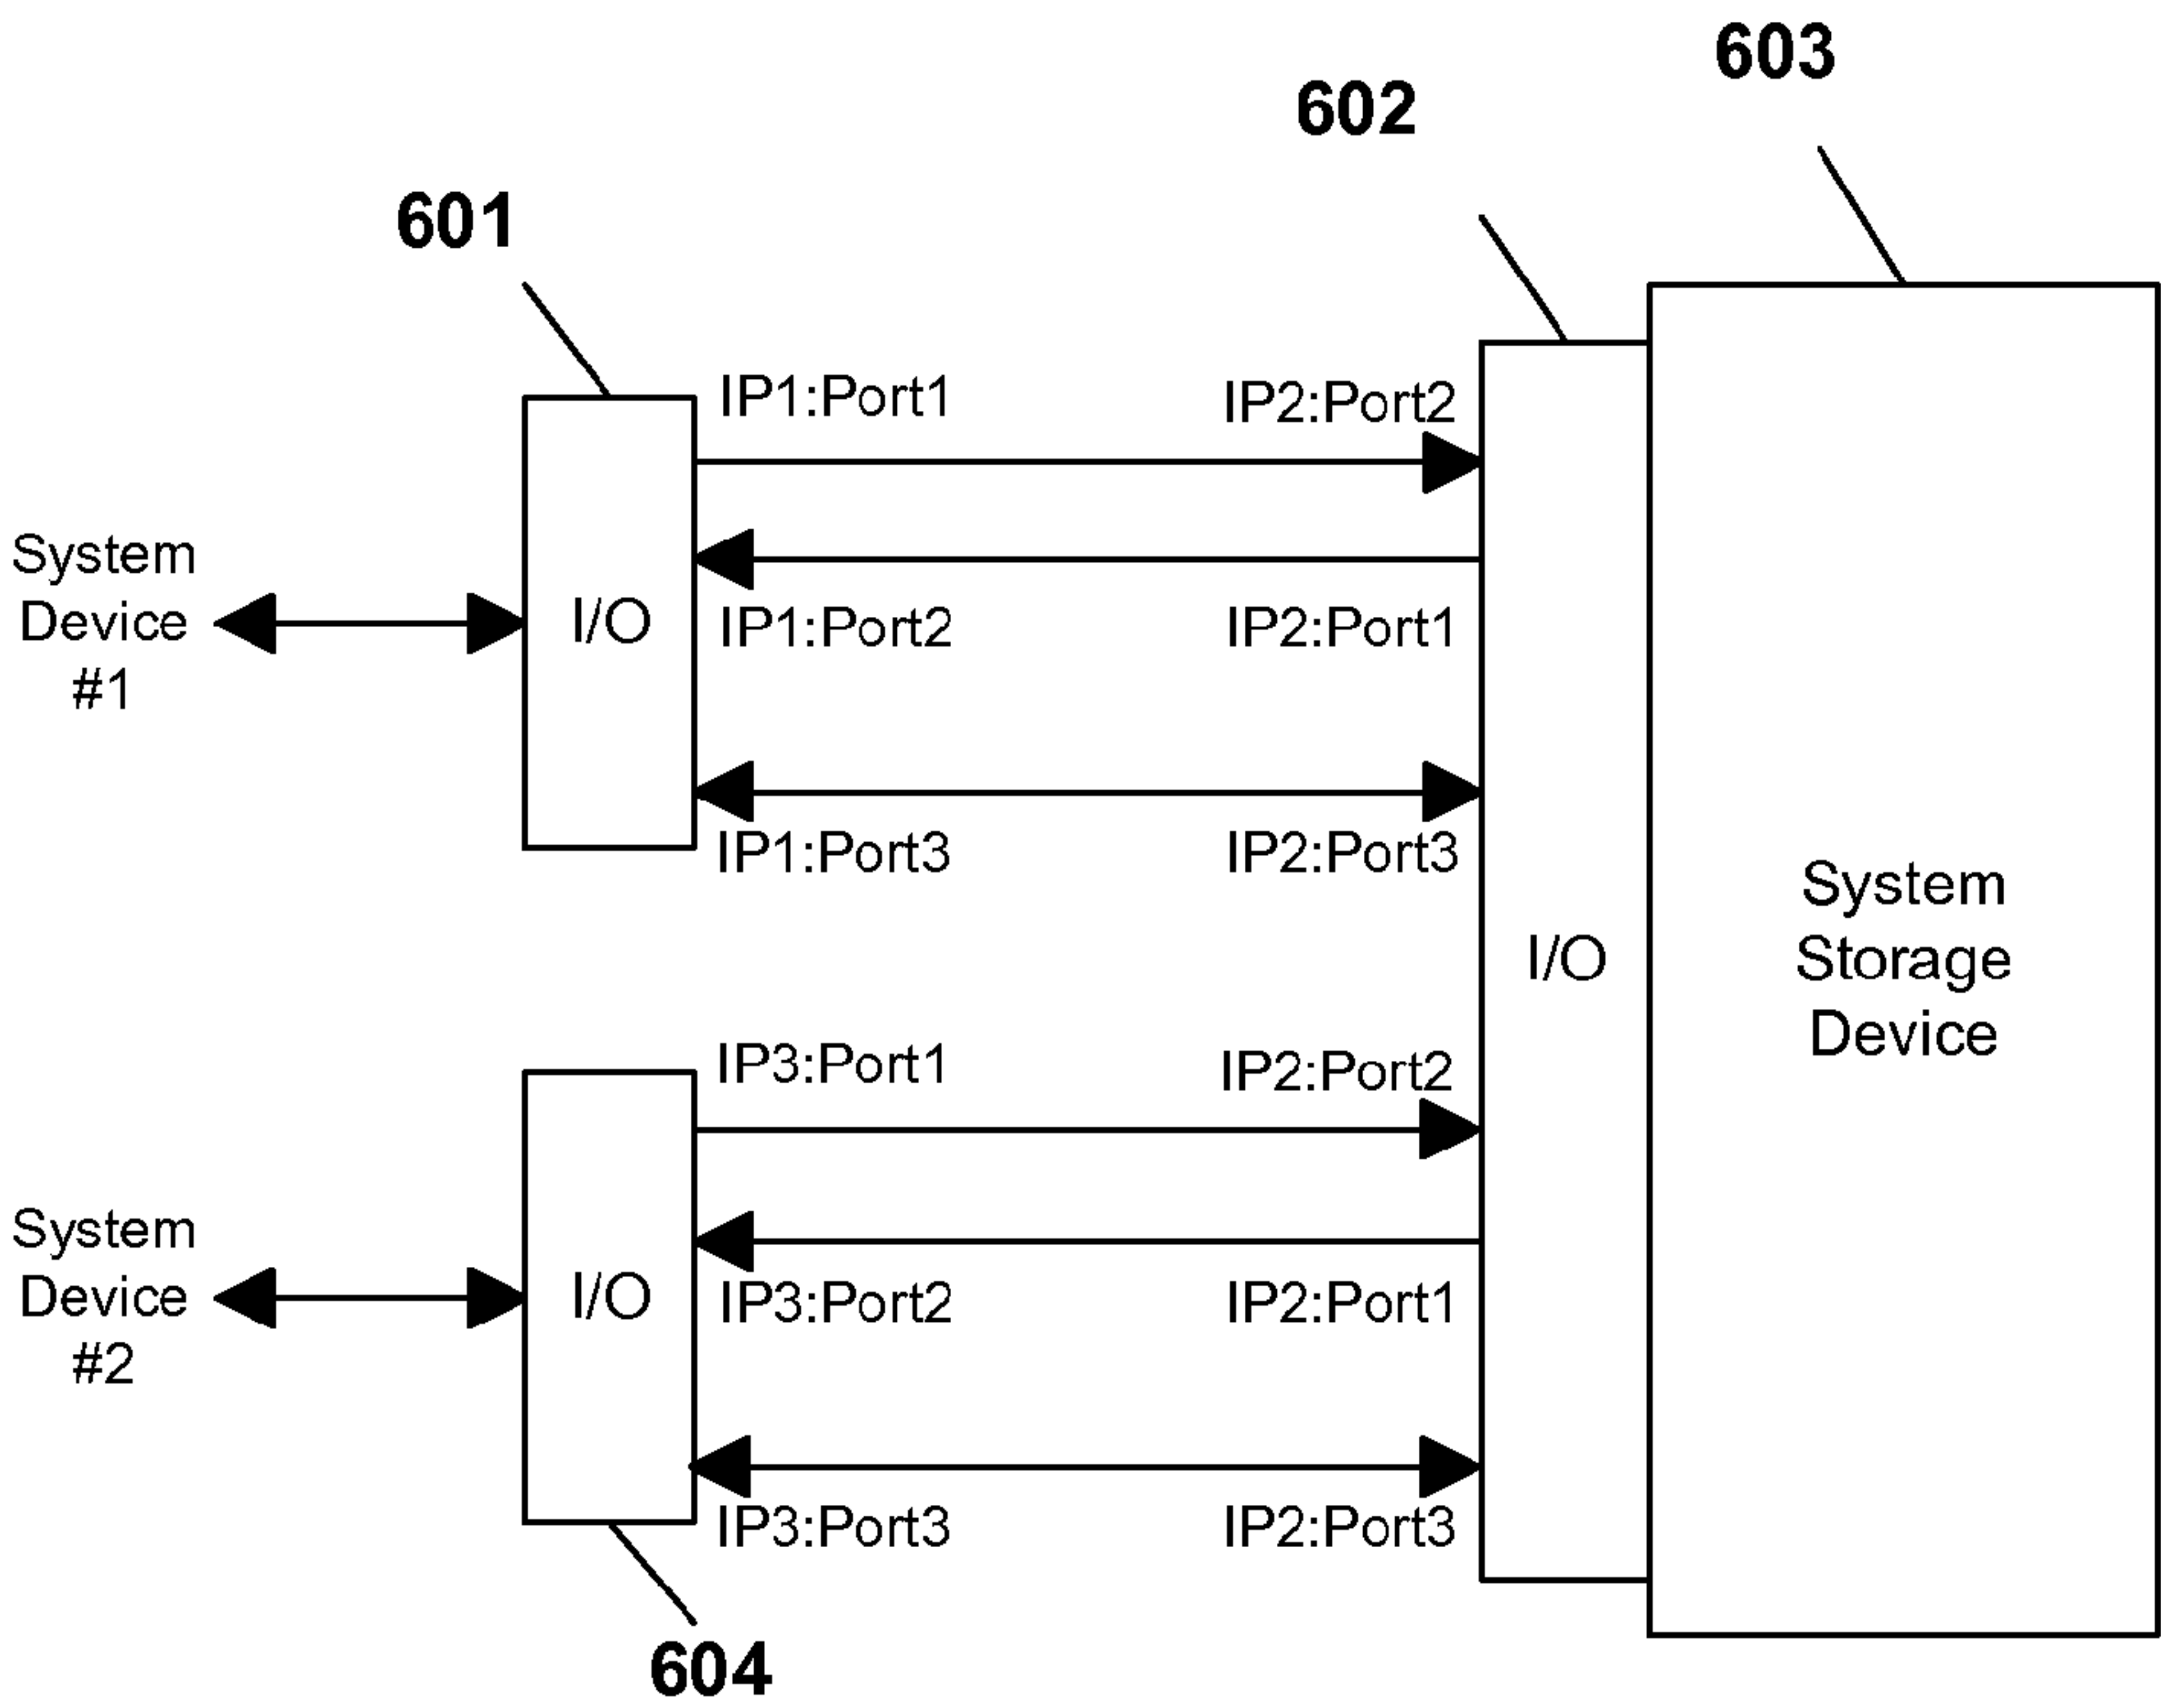 603
602
601
IP1:Port1 IP2:Port2
System
Device
#1
I/O
IP1:Port2 IP2:Port1
IP1:Port3 IP2:Port3
System
Storage
Device
I/O
IP3:Port1 IP2:Port2
System
Device
#2
I/O
IP3:Port2 IP2:Port1
IP3:Port3 IP2:Port3
604